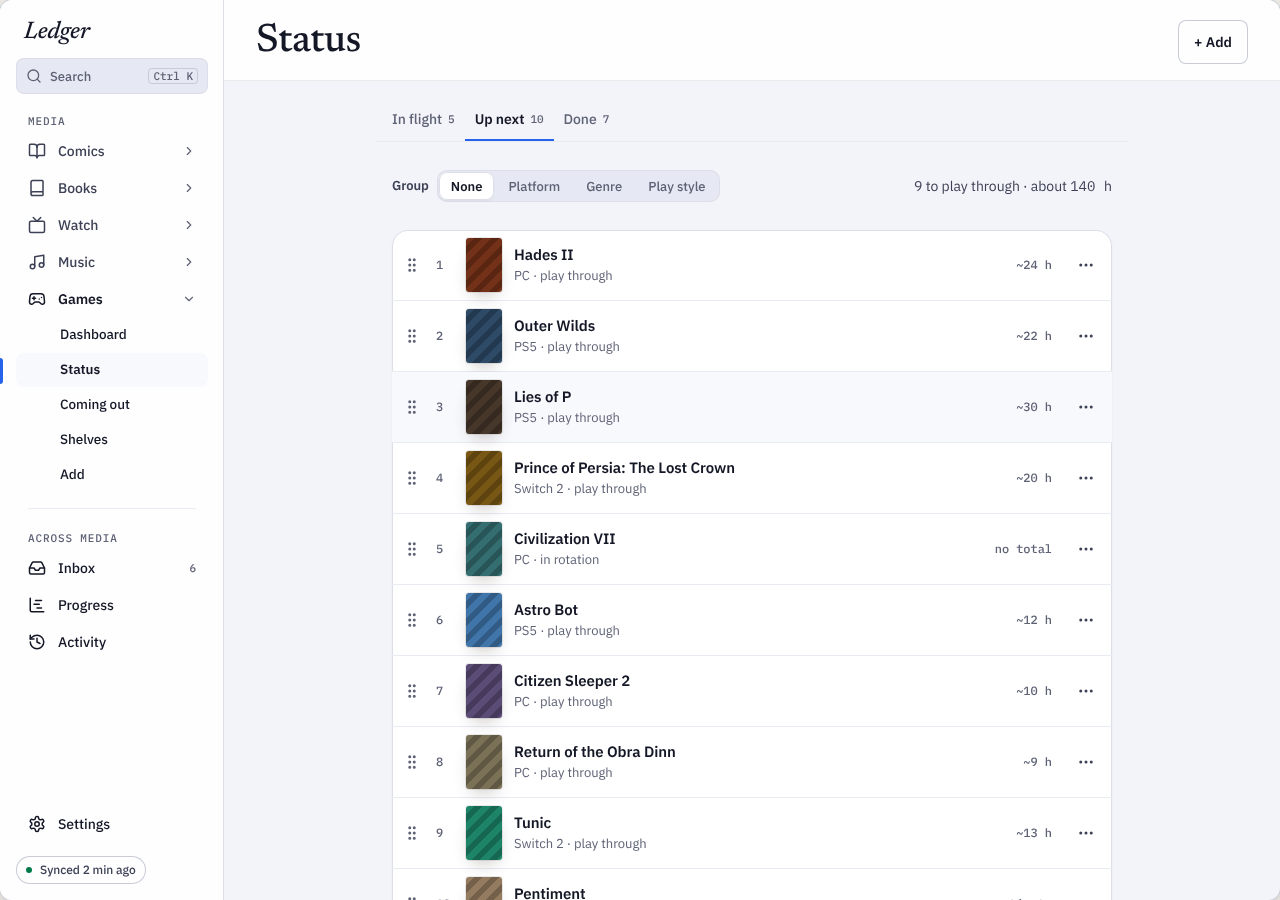 Ledger
Search Ctrl K
MEDIA
Comics
Books
Watch
Music
Games
Dashboard
Status
Coming out
Shelves
Add
ACROSS MEDIA
Inbox 6
Progress
Activity
Settings
Synced 2 min ago
Status
+ Add
In flight 5 Up next 10 Done 7
Group None Platform Genre Play style 9 to play through · about 140 h
1 Hades II ~24 h
PC · play through
2 Outer Wilds ~22 h
PS5 · play through
3 Lies of P ~30 h
PS5 · play through
4 Prince of Persia: The Lost Crown ~20 h
Switch 2 · play through
5 Civilization VII no total
PC · in rotation
6 Astro Bot ~12 h
PS5 · play through
7 Citizen Sleeper 2 ~10 h
PC · play through
8 Return of the Obra Dinn ~9 h
PC · play through
9 Tunic ~13 h
Switch 2 · play through
Pentiment